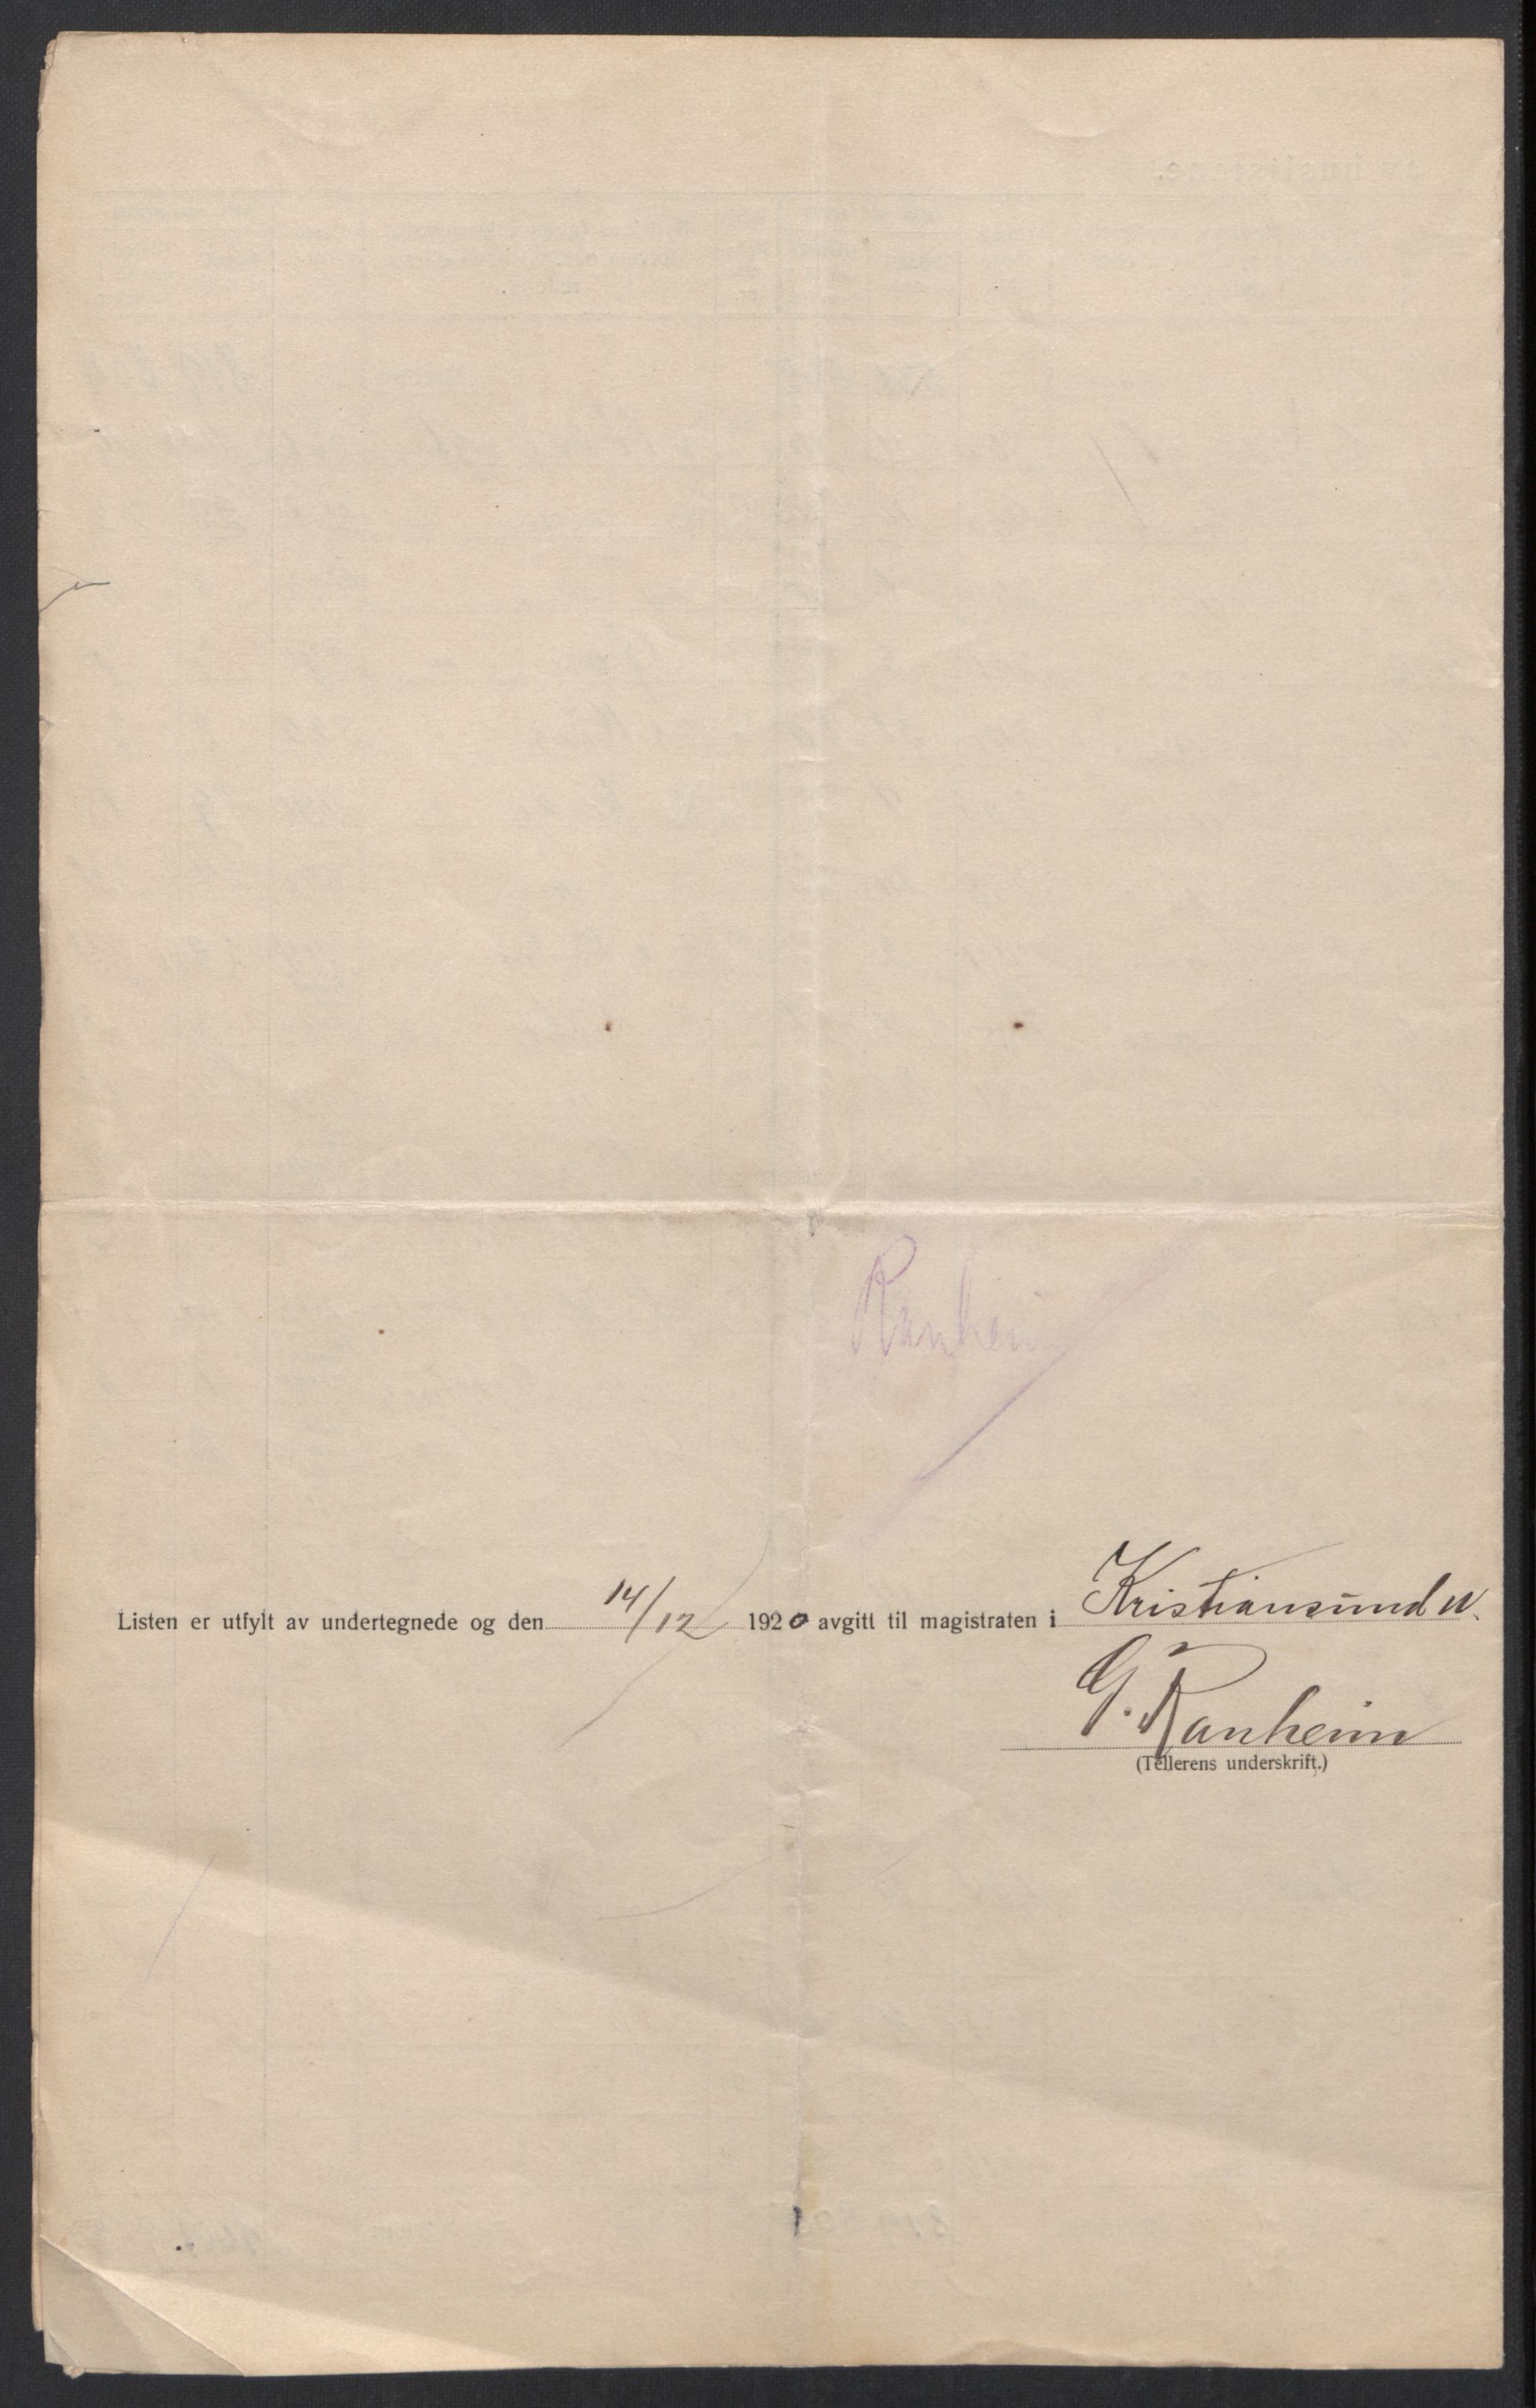 Ranheim
Listen er utfylt av undertegnede og den 14/12 1920 avgitt til magistraten i Kristiansund N.
G. Ranheim
(Tellerens underskrift.)